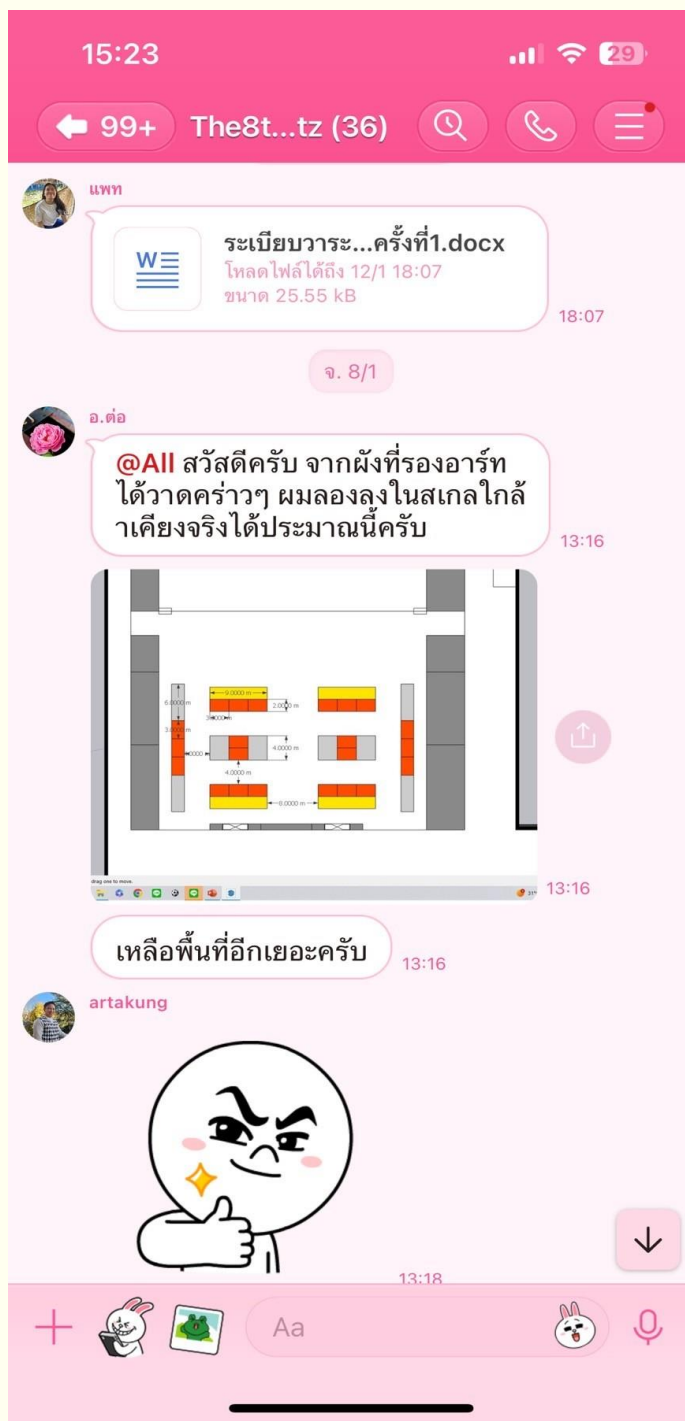 15:23
29
99+
The8t...tz (36)
แพท
W
ระเบียบวาระ...ครั้งที่1.docx
โหลดไฟล์ได้ถึง 12/1 18:07
ขนาด 25.55 kB
18:07
จ. 8/1
อ.ต่อ
@All สวัสดีครับ จากผังที่รองอาร์ท
ได้วาดคร่าวๆ ผมลองลงในสเกลใกล้
าเคียงจริงได้ประมาณนี้ครับ
13:16
9.0000 m
6.0000 m
2.0000 m
4.0000 m
4.0000 m
8.0000 m
drag one to move.
13:16
เหลือพื้นที่อีกเยอะครับ
13:16
artakung
13:18
Aa